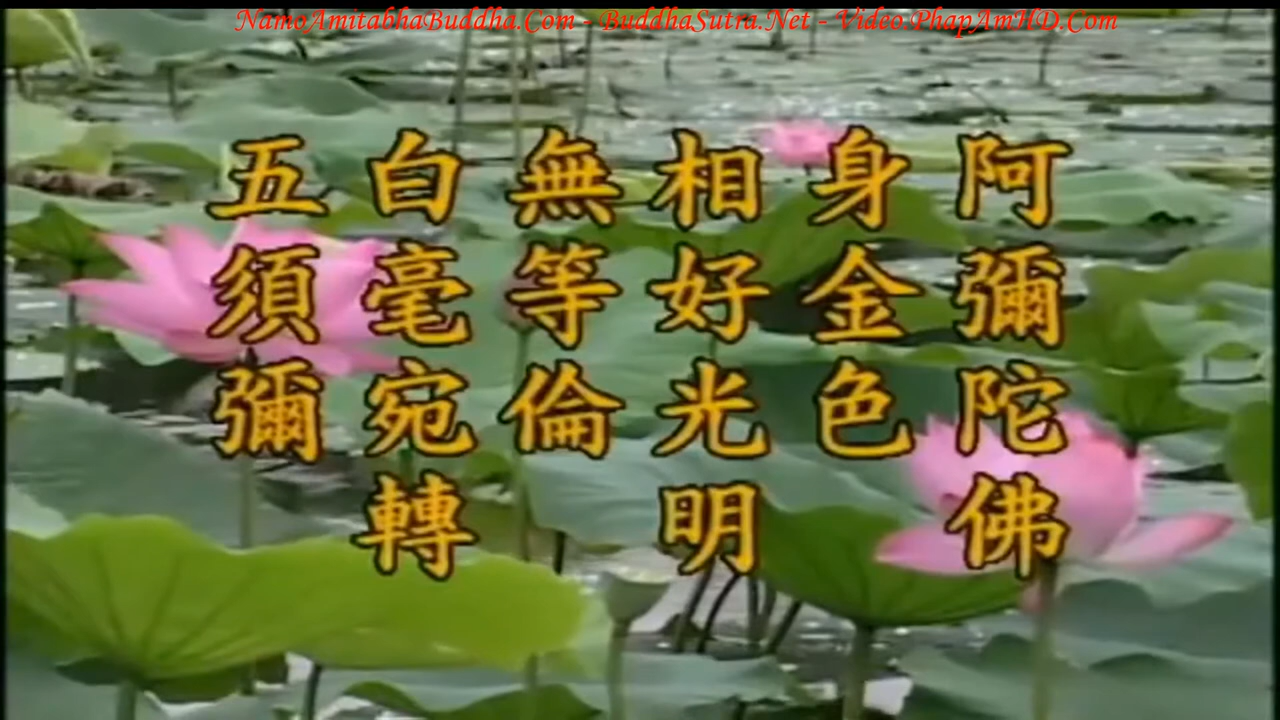 NamoAmitabhaBuddha.Com - BuddhaSutra.Net - Video.PhapAmHD.Com
阿彌陀佛
身金色
相好光明
無等倫
白毫宛轉
五須彌